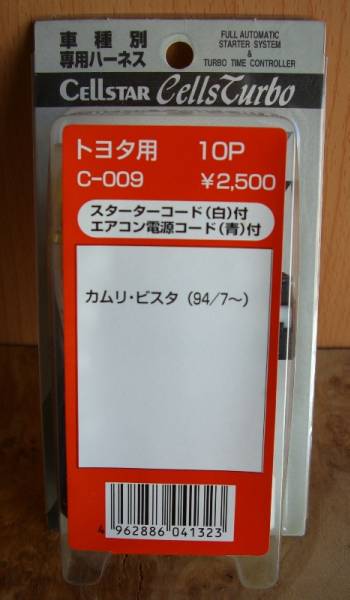 車種別
専用ハーネス
FULL AUTOMATIC
STARTER SYSTEM
&
TURBO TIME CONTROLLER
CELLSTAR CellsTurbo
トヨタ用 10P
C-009 ¥2,500
スターターコード(白)付
エアコン電源コード(青)付
カムリ・ビスタ (94/7〜)
4 962886 041323